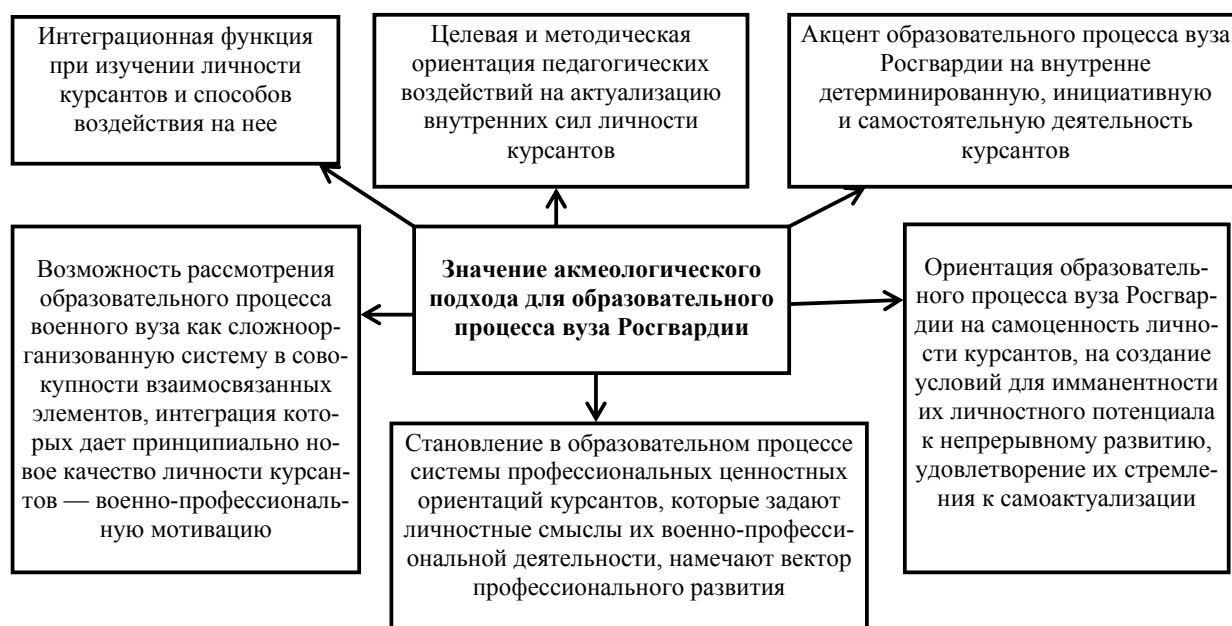 Интеграционная функция
при изучении личности
курсантов и способов
воздействия на нее
Целевая и методическая
ориентация педагогических
воздействий на актуализацию
внутренних сил личности
курсантов
Акцент образовательного процесса вуза
Росгвардии на внутренне
детерминированную, инициативную
и самостоятельную деятельность
курсантов
Возможность рассмотрения
образовательного процесса
военного вуза как сложноор-
ганизованную систему в сово-
купности взаимосвязанных
элементов, интеграция кото-
рых дает принципиально но-
вое качество личности курсан-
тов — военно-профессиональ-
ную мотивацию
Значение акмеологического
подхода для образовательного
процесса вуза Росгвардии
Ориентация образователь-
ного процесса вуза Росгвар-
дии на самоценность лично-
сти курсантов, на создание
условий для имманентности
их личностного потенциала
к непрерывному развитию,
удовлетворение их стремле-
ния к самоактуализации
Становление в образовательном процессе
системы профессиональных ценностных
ориентаций курсантов, которые задают
личностные смыслы их военно-професси-
ональной деятельности, намечают вектор
профессионального развития